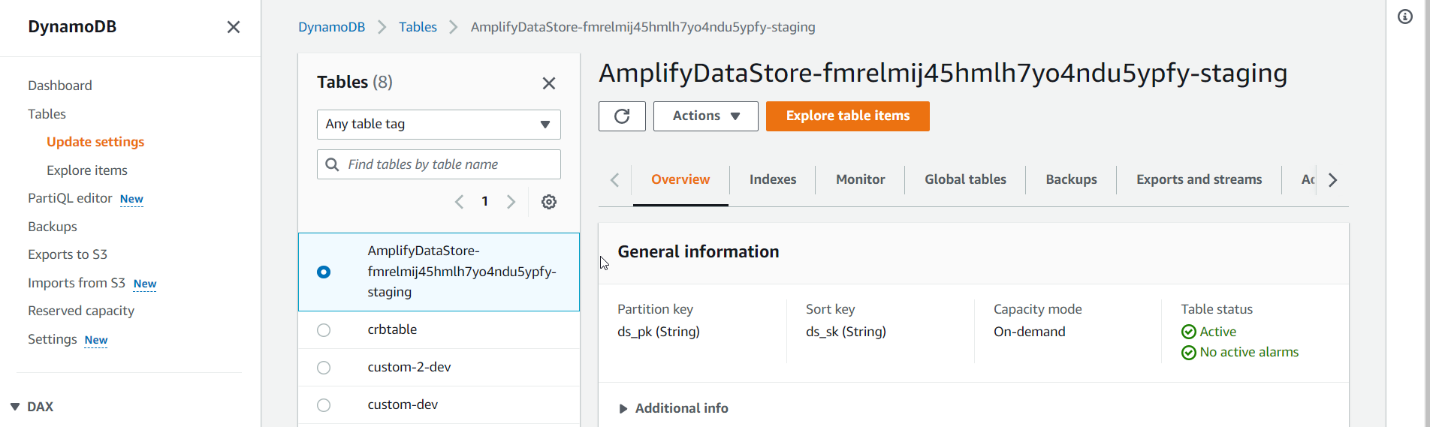 DynamoDB
Dashboard
Tables
Update settings
Explore items
PartiQL editor New
Backups
Exports to S3
Imports from S3 New
Reserved capacity
Settings New
DAX
DynamoDB Tables AmplifyDataStore-fmrelmij45hmlh7yo4ndu5ypfy-staging
Tables (8)
Any table tag
Find tables by table name
1
AmplifyDataStore-
fmrelmij45hmlh7yo4ndu5ypfy-
staging
crbtable
custom-2-dev
custom-dev
AmplifyDataStore-fmrelmij45hmlh7yo4ndu5ypfy-staging
Actions Explore table items
Overview Indexes Monitor Global tables Backups Exports and streams
General information
Partition key
ds_pk (String)
Sort key
ds_sk (String)
Capacity mode
On-demand
Table status
Active
No active alarms
Additional info